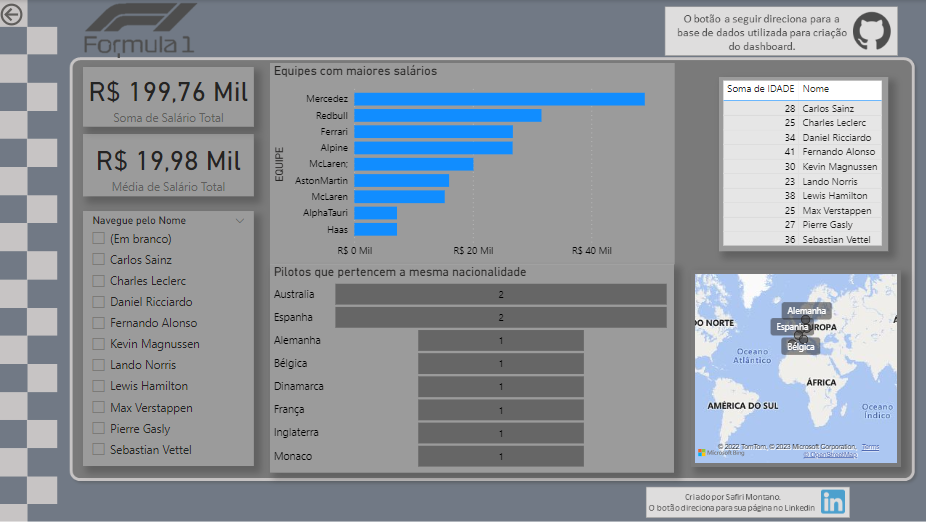 Formula 1
O botão a seguir direciona para a
base de dados utilizada para criação
do dashboard.
R$ 199,76 Mil
Soma de Salário Total
R$ 19,98 Mil
Média de Salário Total
Navegue pelo Nome
(Em branco)
Carlos Sainz
Charles Leclerc
Daniel Ricciardo
Fernando Alonso
Kevin Magnussen
Lando Norris
Lewis Hamilton
Max Verstappen
Pierre Gasly
Sebastian Vettel
Equipes com maiores salários
EQUIPE
Mercedez
Redbull
Ferrari
Alpine
McLaren;
AstonMartin
McLaren
AlphaTauri
Haas
R$ 0 Mil R$ 20 Mil R$ 40 Mil
Pilotos que pertencem a mesma nacionalidade
Australia 2
Espanha 2
Alemanha 1
Bélgica 1
Dinamarca 1
França 1
Inglaterra 1
Monaco 1
Soma de IDADE Nome
28 Carlos Sainz
25 Charles Leclerc
34 Daniel Ricciardo
41 Fernando Alonso
30 Kevin Magnussen
23 Lando Norris
38 Lewis Hamilton
25 Max Verstappen
27 Pierre Gasly
36 Sebastian Vettel
DO NORTE
Alemanha
Espanha
ROPA
Bélgica
Oceano
Atlântico
ÁFRICA
AMÉRICA DO SUL
Oceano
Índico
© 2022 TomTom, © 2023 Microsoft Corporation, Terms
Microsoft Bing
© OpenStreetMap
Criado por Safiri Montano.
O botão direciona para sua página no Linkedin
in